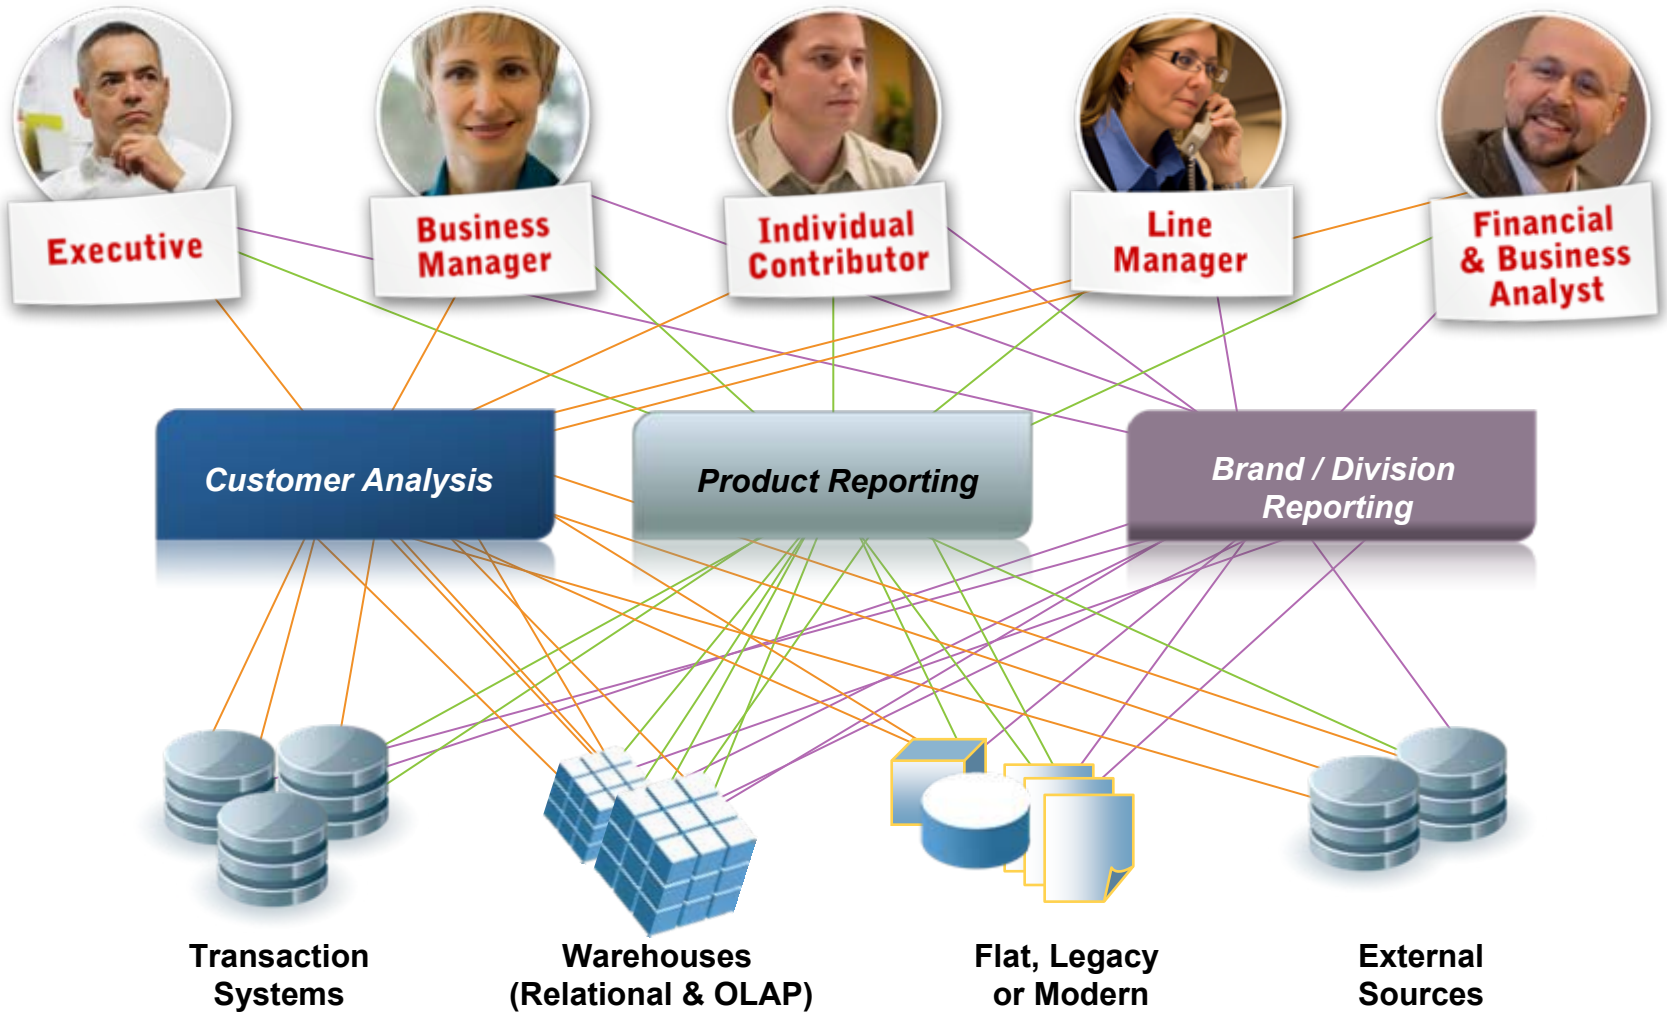 Executive
Business
Manager
Individual
Contributor
Line
Manager
Financial
& Business
Analyst
Customer Analysis
Product Reporting
Brand / Division
Reporting
Transaction
Systems
Warehouses
(Relational & OLAP)
Flat, Legacy
or Modern
External
Sources